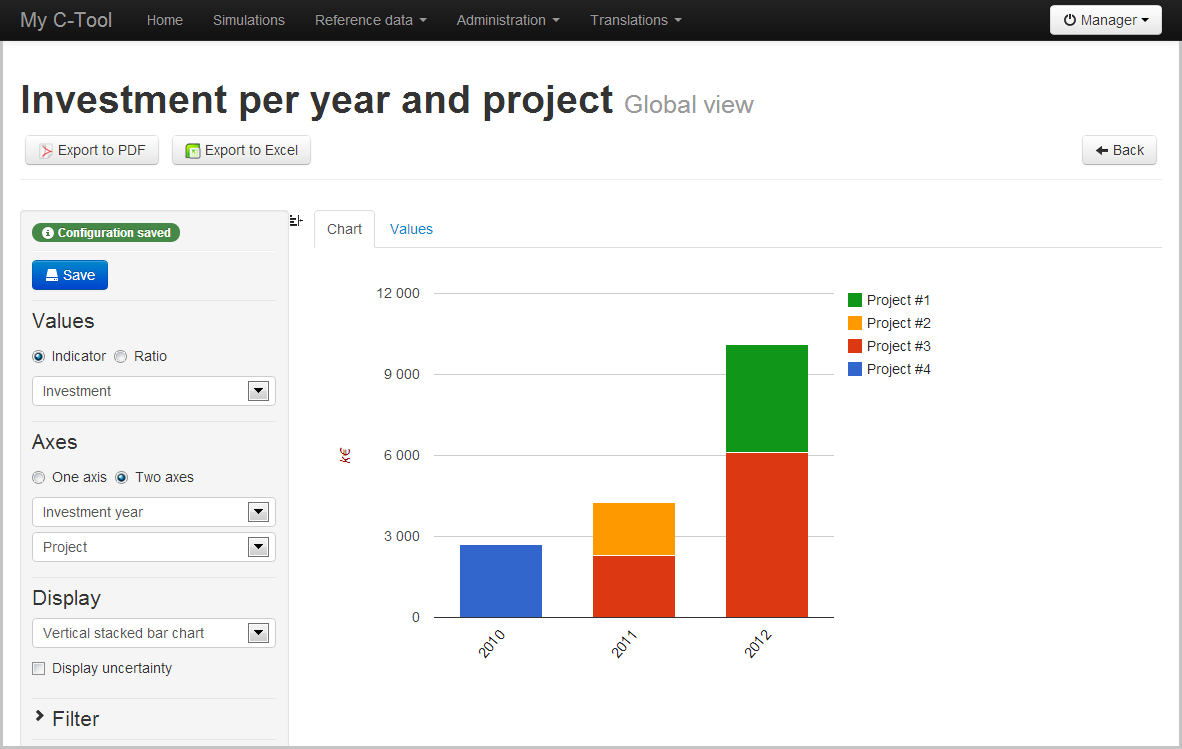 My C-Tool Home Simulations Reference data Administration Translations Manager
Investment per year and project Global view
Export to PDF Export to Excel Back
Configuration saved
Save
Values
Indicator Ratio
Investment
Axes
One axis Two axes
Investment year
Project
Display
Vertical stacked bar chart
Display uncertainty
Filter
Chart Values
12 000
9 000
6 000
3 000
0
k€
2010 2011 2012
Project #1
Project #2
Project #3
Project #4